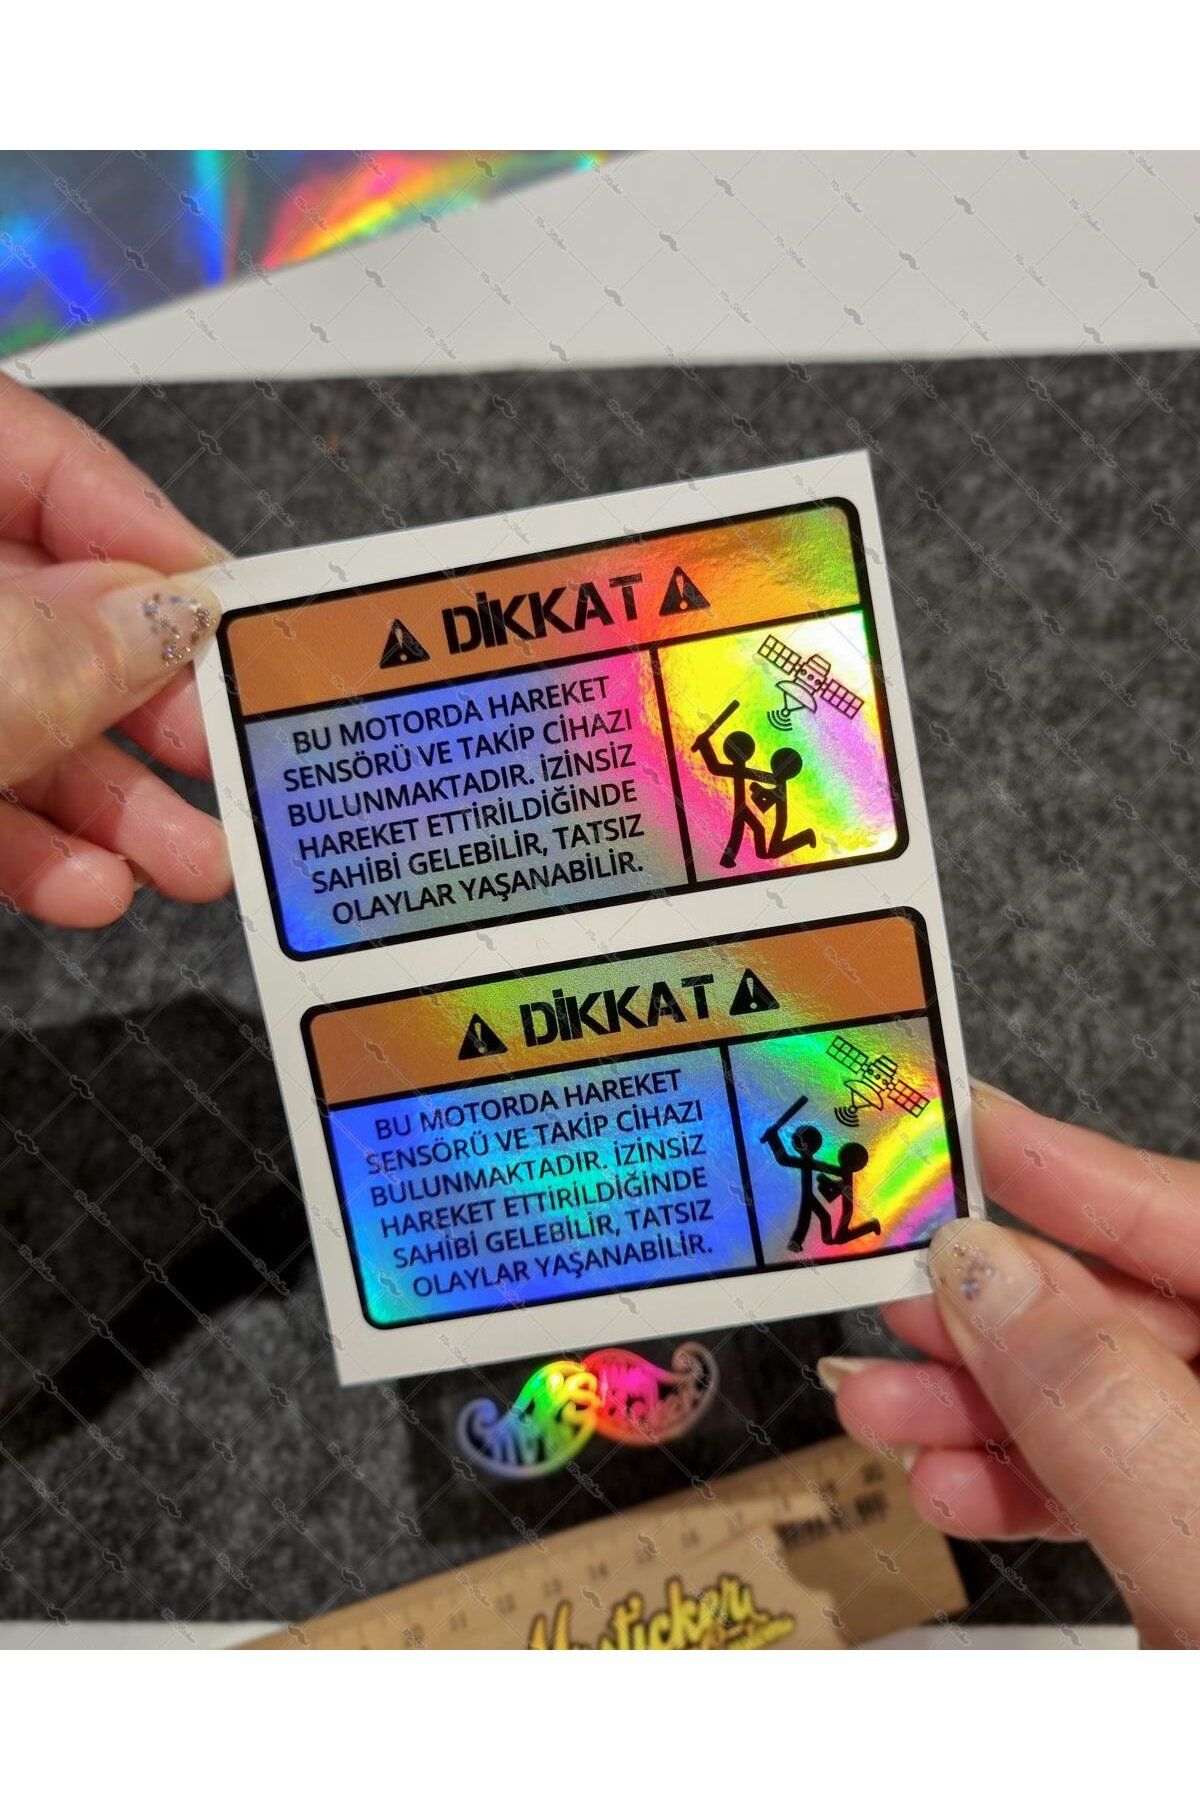 DİKKAT
BU MOTORDA HAREKET
SENSÖRÜ VE TAKİP CİHAZI
BULUNMAKTADIR. İZİNSİZ
HAREKET ETTİRİLDİĞİNDE
SAHİBİ GELEBİLİR, TATSIZ
OLAYLAR YAŞANABİLİR.
DİKKAT
BU MOTORDA HAREKET
SENSÖRÜ VE TAKİP CİHAZI
BULUNMAKTADIR. İZİNSİZ
HAREKET ETTİRİLDİĞİNDE
SAHİBİ GELEBİLİR, TATSIZ
OLAYLAR YAŞANABİLİR.